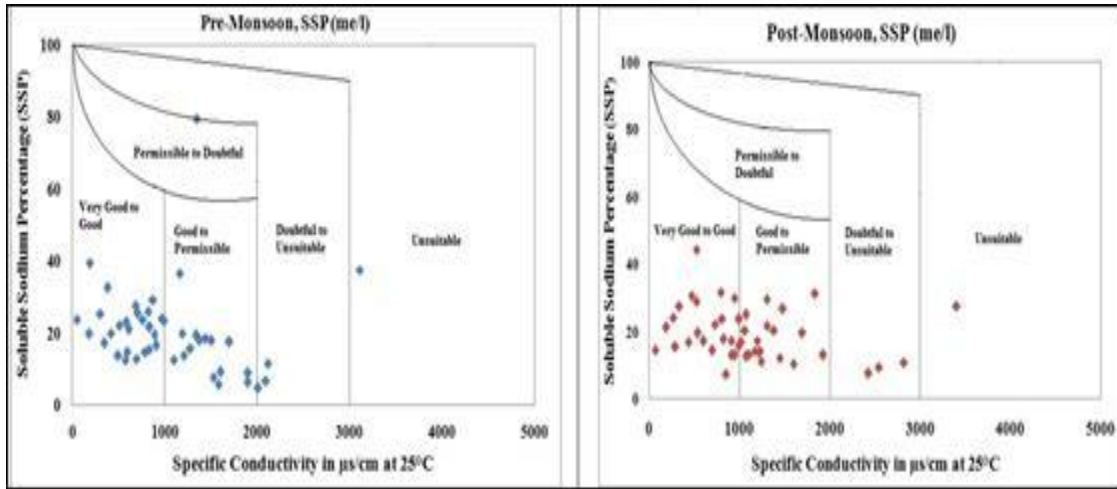 Pre-Monsoon, SSP (me/l)
Soluble Sodium Percentage (SSP)
100
80
60
40
20
0
Permissible to Doubtful
Very Good to
Good
Good to
Permissible
Doubtful to
Unsuitable
Unsuitable
0 1000 2000 3000 4000 5000
Specific Conductivity in µs/cm at 25⁰C
Post-Monsoon, SSP (me/l)
Soluble Sodium Percentage (SSP)
100
80
60
40
20
0
Permissible to
Doubtful
Very Good to Good
Good to
Permissible
Doubtful to
Unsuitable
Unsuitable
0 1000 2000 3000 4000 5000
Specific Conductivity in µs/cm at 25⁰C